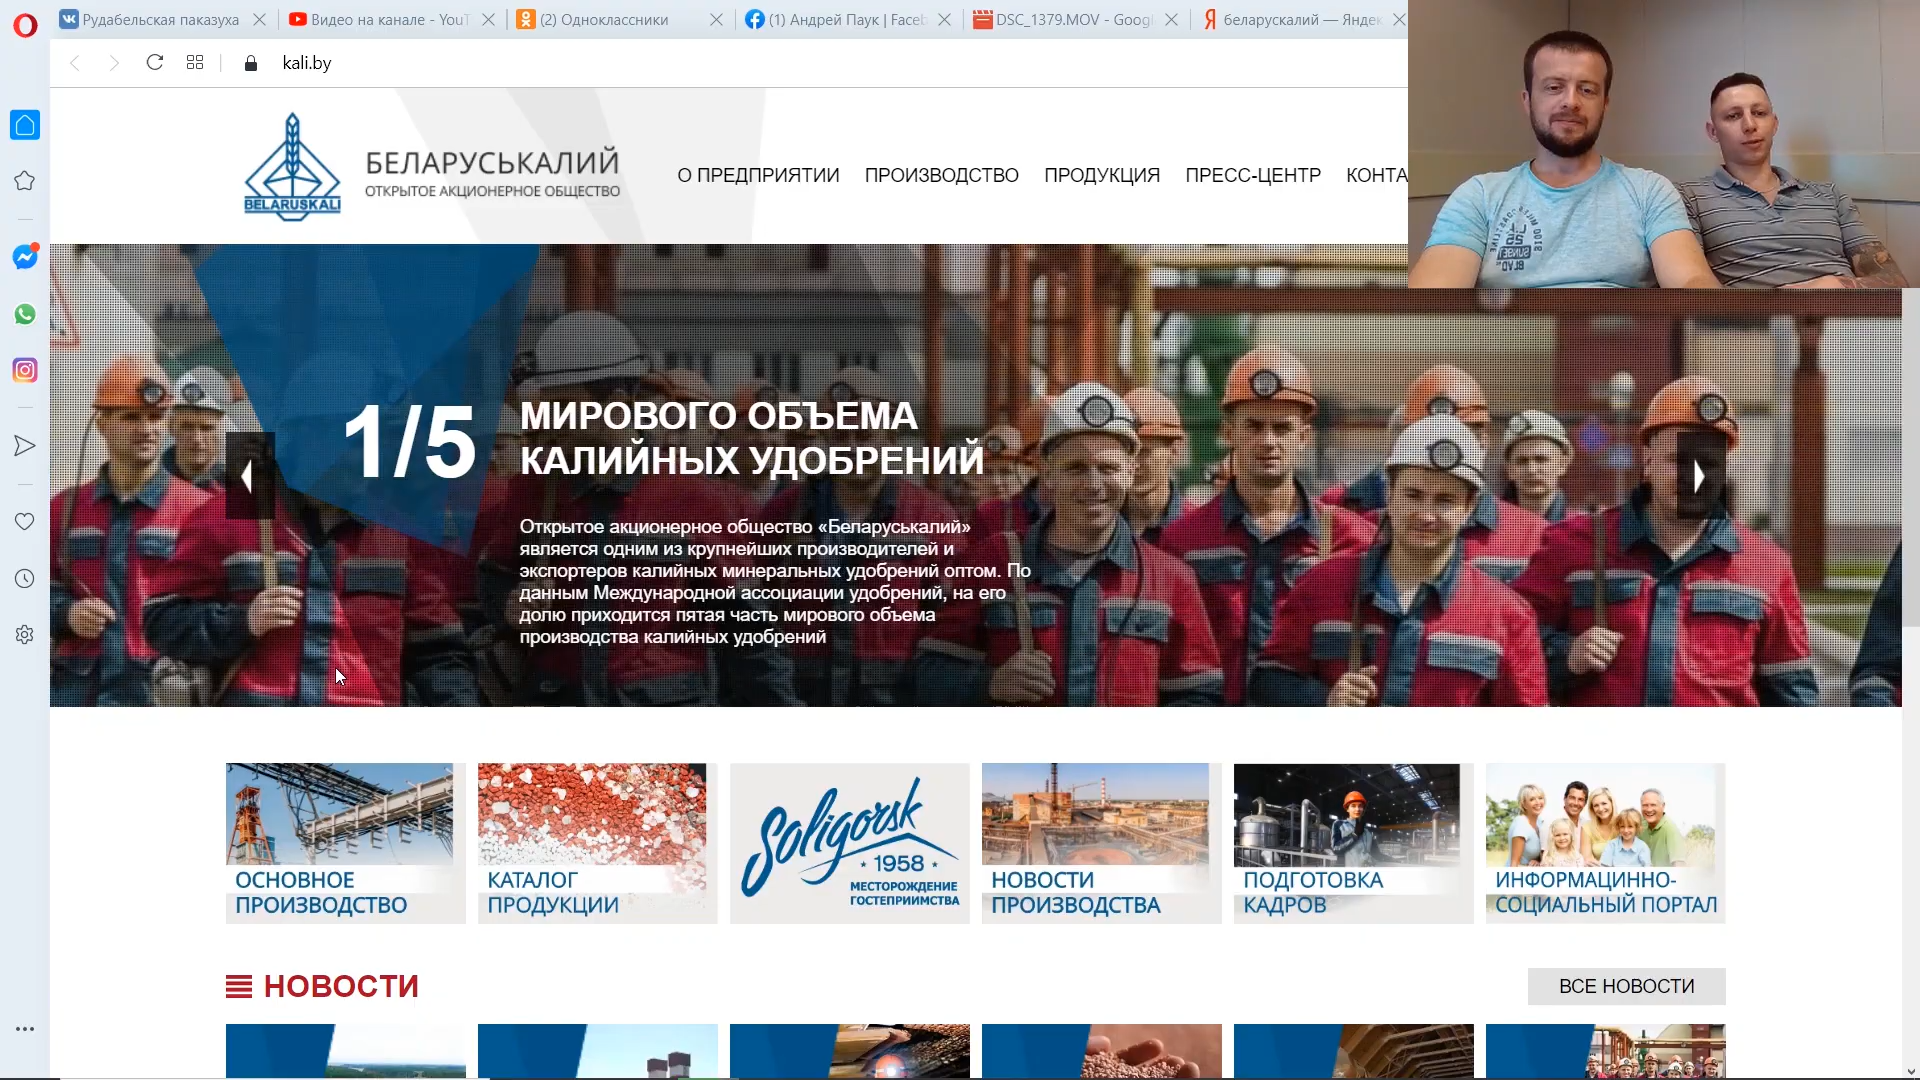 Рудабельская паказуха
Видео на канале - YouT
(2) Одноклассники
(1) Андрей Паук | Faceb
DSC_1379.MOV - Googl
беларускалий — Яндек
kali.by
BELARUSKALI
БЕЛАРУСЬКАЛИЙ
ОТКРЫТОЕ АКЦИОНЕРНОЕ ОБЩЕСТВО
О ПРЕДПРИЯТИИ
ПРОИЗВОДСТВО
ПРОДУКЦИЯ
ПРЕСС-ЦЕНТР
КОНТА
1/5
МИРОВОГО ОБЪЕМА
КАЛИЙНЫХ УДОБРЕНИЙ
Открытое акционерное общество «Беларуськалий»
является одним из крупнейших производителей и
экспортеров калийных минеральных удобрений оптом. По
данным Международной ассоциации удобрений, на его
долю приходится пятая часть мирового объема
производства калийных удобрений
ОСНОВНОЕ
ПРОИЗВОДСТВО
КАТАЛОГ
ПРОДУКЦИИ
Soligorsk
1958
МЕСТОРОЖДЕНИЕ
ГОСТЕПРИИМСТВА
НОВОСТИ
ПРОИЗВОДСТВА
ПОДГОТОВКА
КАДРОВ
ИНФОРМАЦИННО-
СОЦИАЛЬНЫЙ ПОРТАЛ
НОВОСТИ
ВСЕ НОВОСТИ